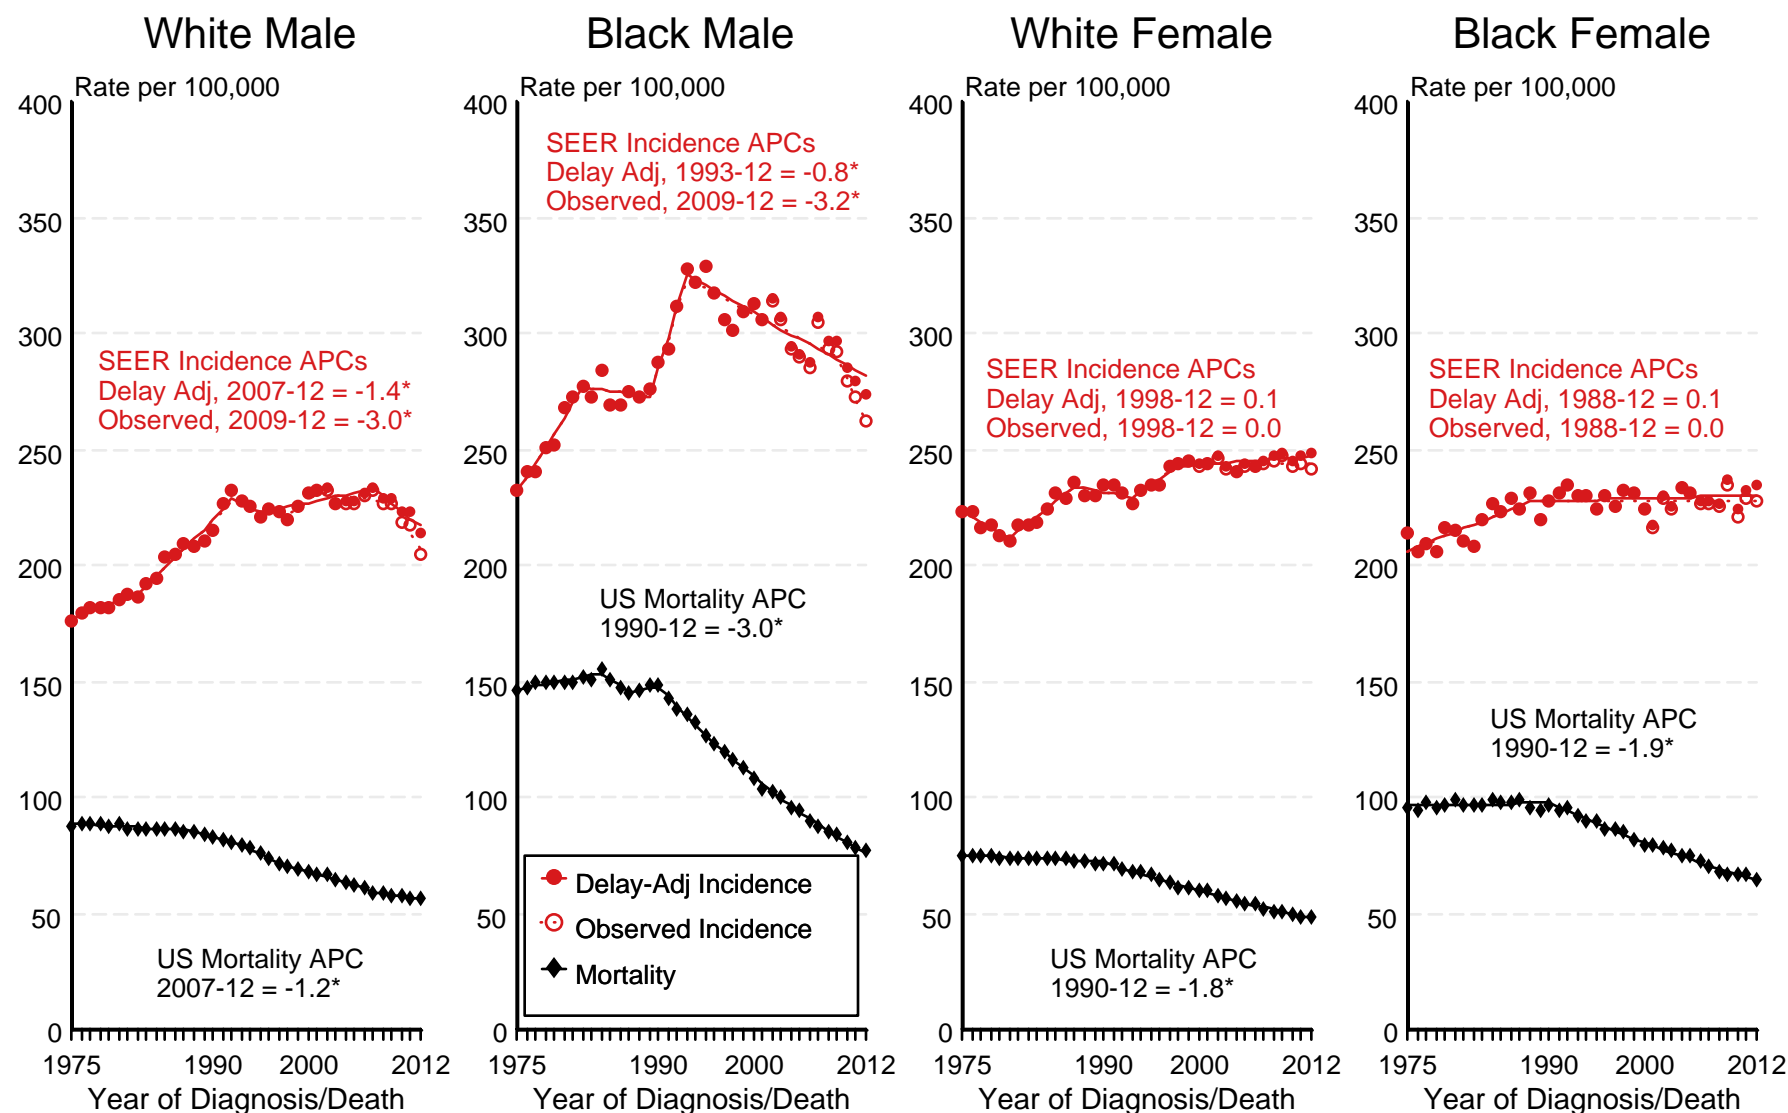 White Male
Rate per 100,000
400
350
300
250
200
150
100
50
0
SEER Incidence APCs
Delay Adj, 2007-12 = -1.4*
Observed, 2009-12 = -3.0*
US Mortality APC
2007-12 = -1.2*
1975 1990 2000 2012
Year of Diagnosis/Death
Black Male
Rate per 100,000
400
350
300
250
200
150
100
50
0
SEER Incidence APCs
Delay Adj, 1993-12 = -0.8*
Observed, 2009-12 = -3.2*
US Mortality APC
1990-12 = -3.0*
Delay-Adj Incidence
Observed Incidence
Mortality
1975 1990 2000 2012
Year of Diagnosis/Death
White Female
Rate per 100,000
400
350
300
250
200
150
100
50
0
SEER Incidence APCs
Delay Adj, 1998-12 = 0.1
Observed, 1998-12 = 0.0
US Mortality APC
1990-12 = -1.8*
1975 1990 2000 2012
Year of Diagnosis/Death
Black Female
Rate per 100,000
400
350
300
250
200
150
100
50
0
SEER Incidence APCs
Delay Adj, 1988-12 = 0.1
Observed, 1988-12 = 0.0
US Mortality APC
1990-12 = -1.9*
1975 1990 2000 2012
Year of Diagnosis/Death